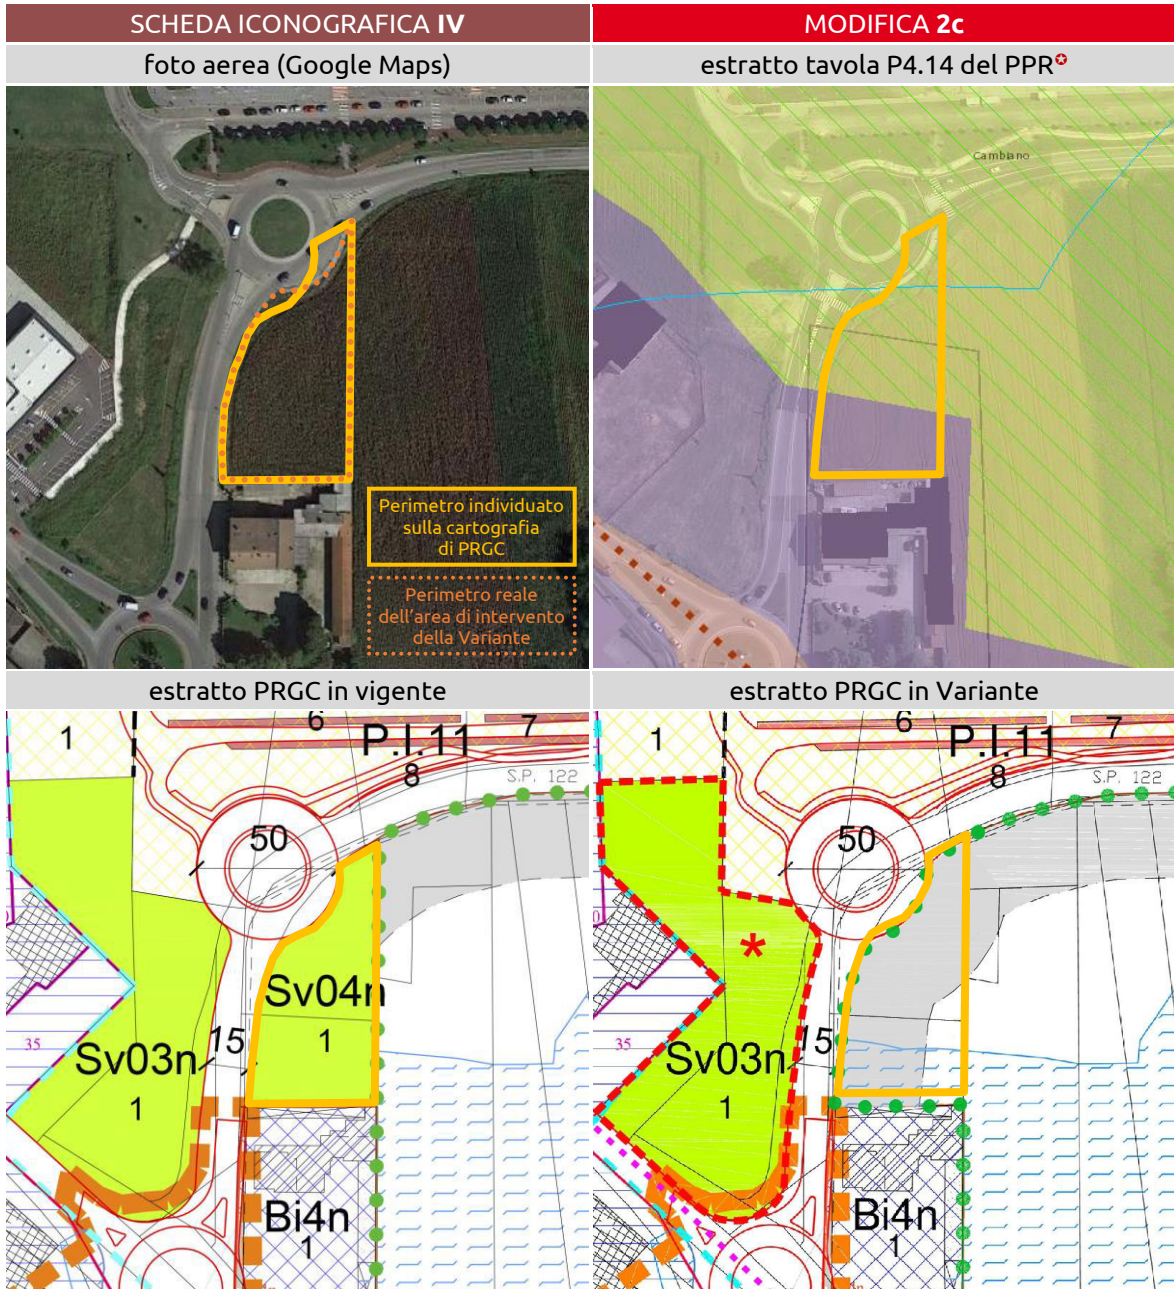 SCHEDA ICONOGRAFICA IV
MODIFICA 2c
foto aerea (Google Maps)
estratto tavola P4.14 del PPR✪
Cambiano
Perimetro individuato
sulla cartografia
di PRGC
Perimetro reale
dell'area di intervento
della Variante
estratto PRGC in vigente
estratto PRGC in Variante
1
6
7
P.I.11
8
S.P. 122
50
Sv04n
1
15
35
Sv03n
1
Bi4n
1
1
6
7
P.I.11
8
S.P. 122
50
*
15
35
Sv03n
1
Bi4n
1